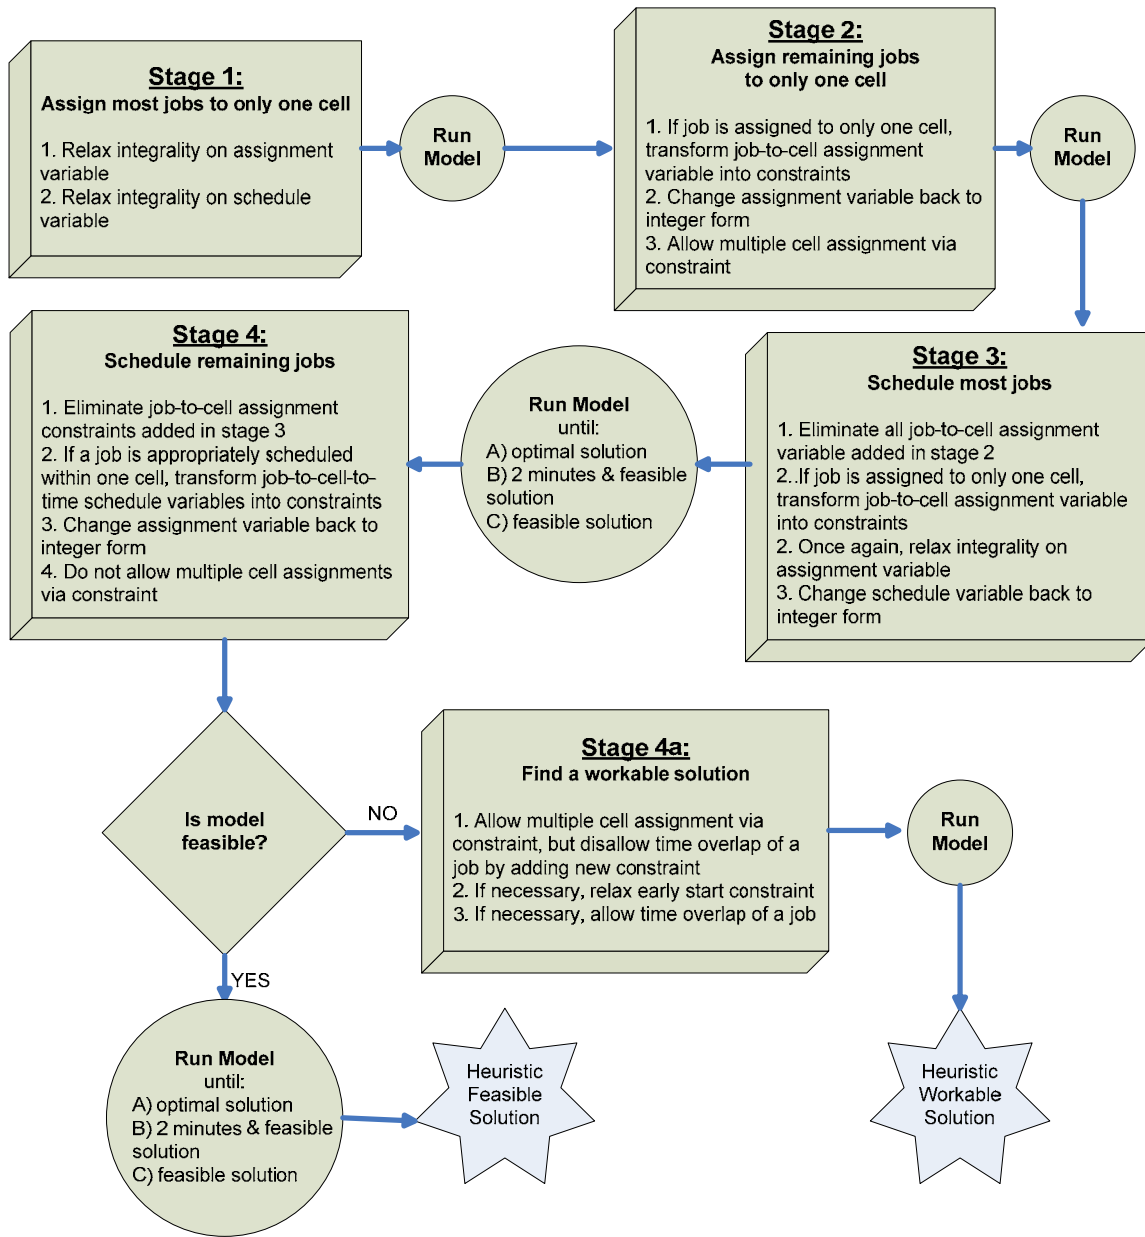 Stage 1:
Assign most jobs to only one cell
1. Relax integrality on assignment
variable
2. Relax integrality on schedule
variable
Run
Model
Stage 2:
Assign remaining jobs
to only one cell
1. If job is assigned to only one cell,
transform job-to-cell assignment
variable into constraints
2. Change assignment variable back to
integer form
3. Allow multiple cell assignment via
constraint
Run
Model
Stage 3:
Schedule most jobs
1. Eliminate all job-to-cell assignment
variable added in stage 2
2..If job is assigned to only one cell,
transform job-to-cell assignment variable
into constraints
2. Once again, relax integrality on
assignment variable
3. Change schedule variable back to
integer form
Run Model
until:
A) optimal solution
B) 2 minutes & feasible
solution
C) feasible solution
Stage 4:
Schedule remaining jobs
1. Eliminate job-to-cell assignment
constraints added in stage 3
2. If a job is appropriately scheduled
within one cell, transform job-to-cell-to-
time schedule variables into constraints
3. Change assignment variable back to
integer form
4. Do not allow multiple cell assignments
via constraint
Is model
feasible?
NO
Stage 4a:
Find a workable solution
1. Allow multiple cell assignment via
constraint, but disallow time overlap of a
job by adding new constraint
2. If necessary, relax early start constraint
3. If necessary, allow time overlap of a job
Run
Model
YES
Run Model
until:
A) optimal solution
B) 2 minutes & feasible
solution
C) feasible solution
Heuristic
Feasible
Solution
Heuristic
Workable
Solution